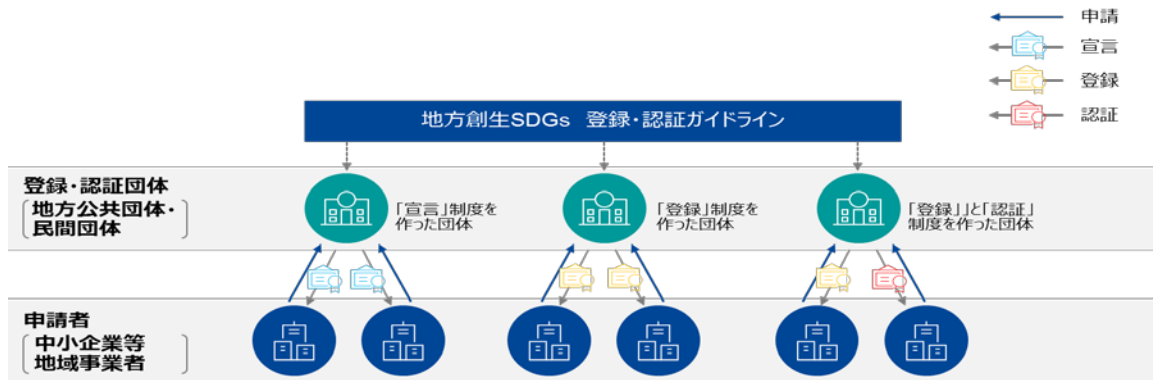 申請
宣言
登録
認証
地方創生SDGs 登録・認証ガイドライン
登録・認証団体
地方公共団体・
民間団体
「宣言」制度を
作った団体
「登録」制度を
作った団体
「登録」」と「認証」
制度を作った団体
申請者
中小企業等
地域事業者